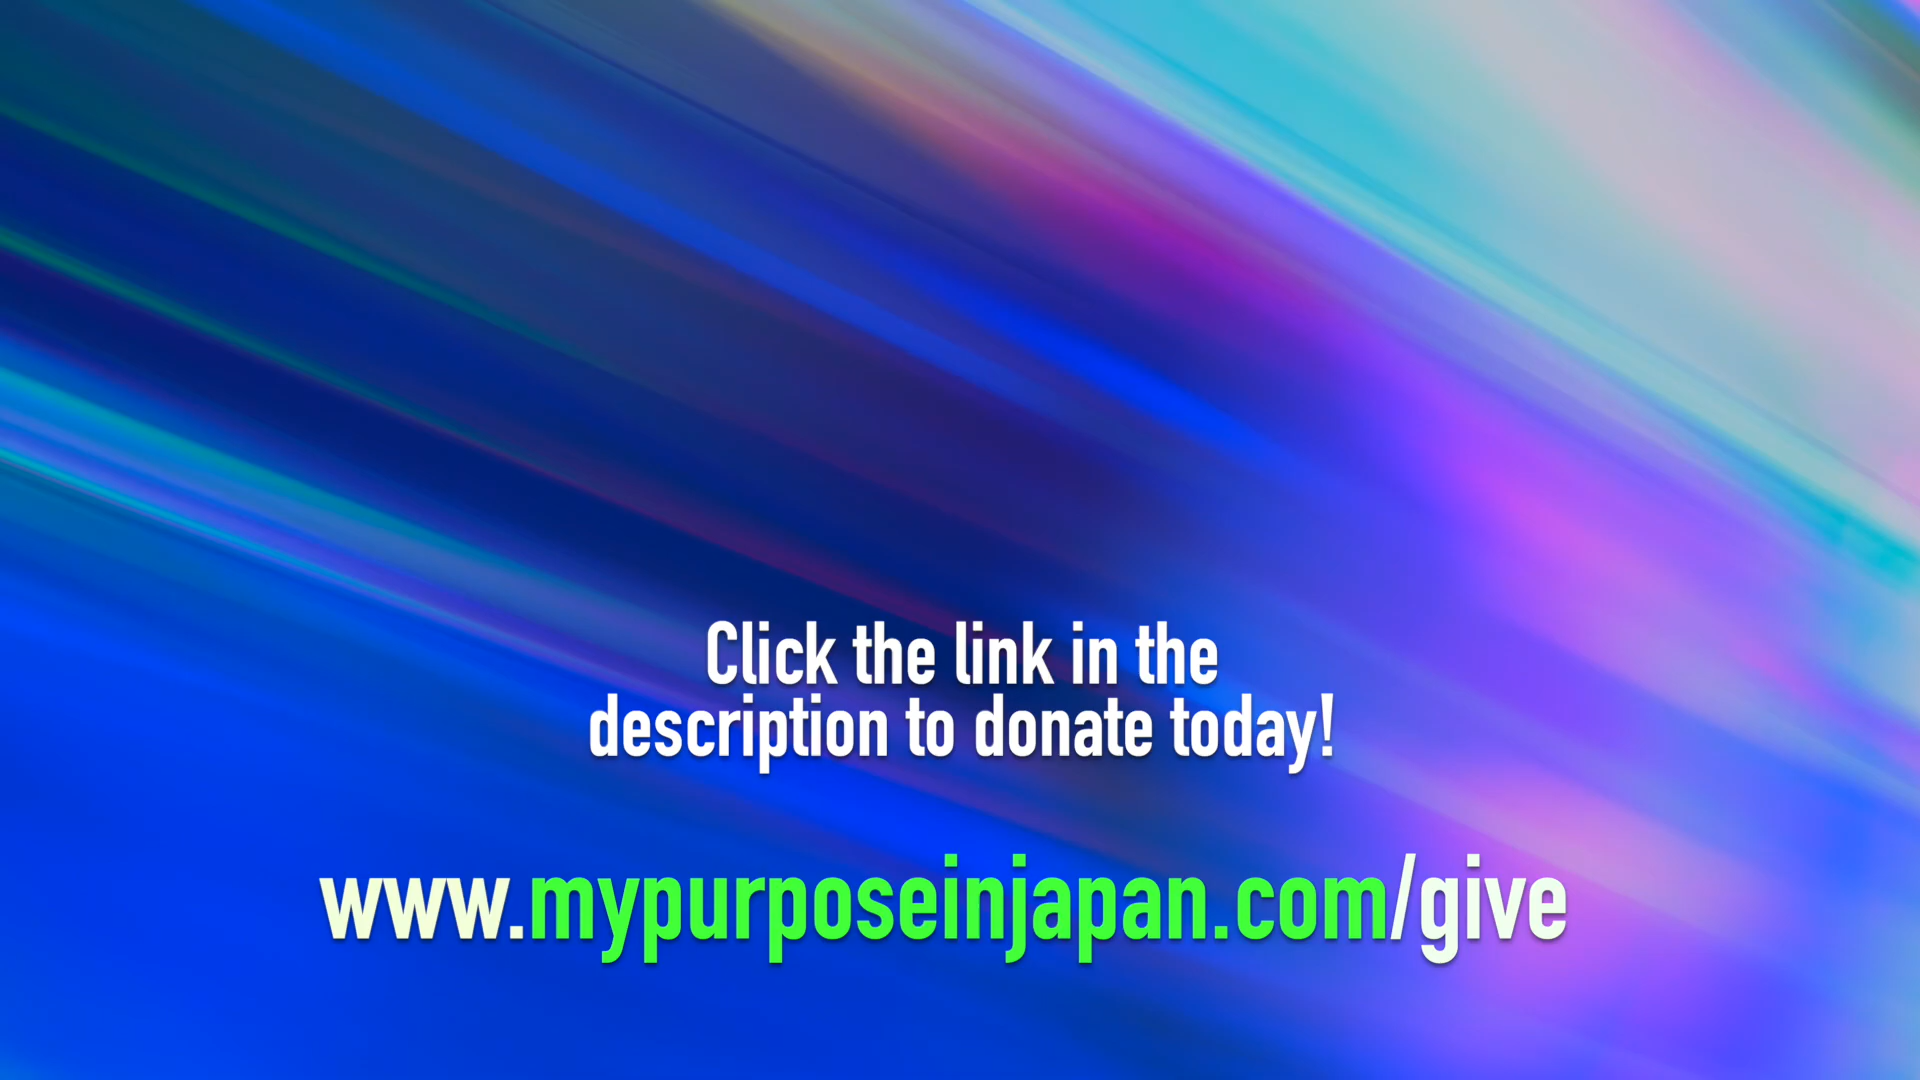 Click the link in the
description to donate today!
www.mypurposeinjapan.com/give